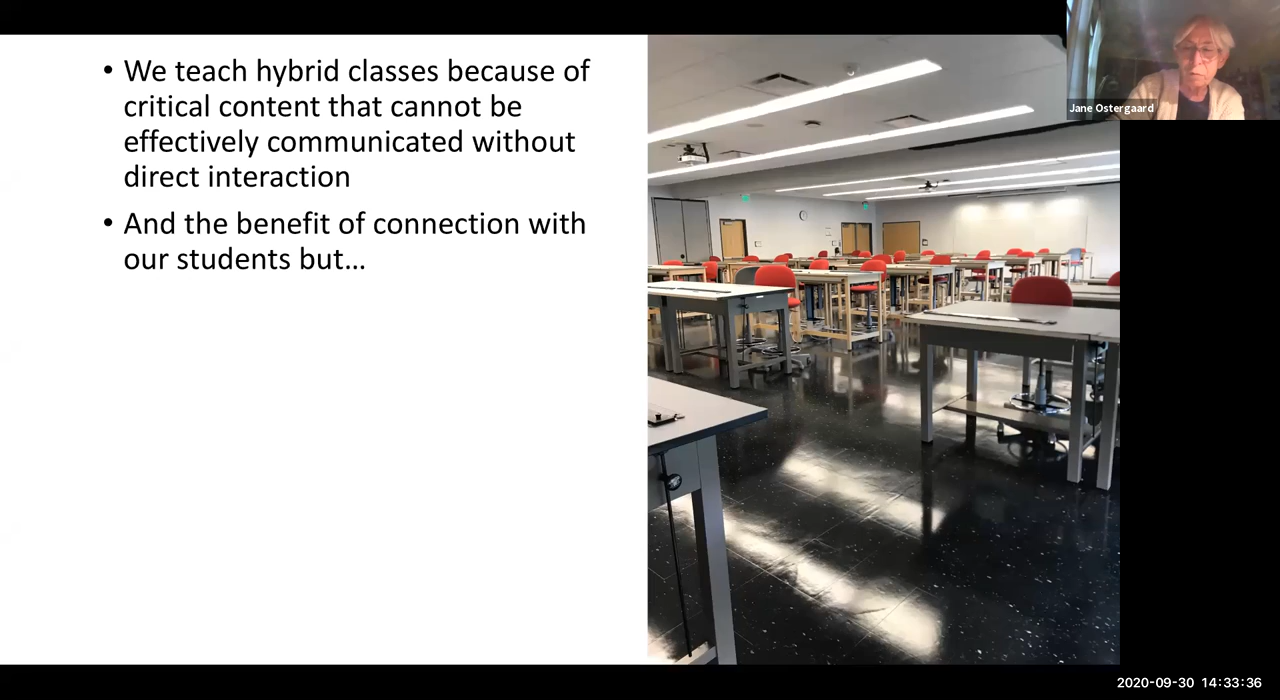 • We teach hybrid classes because of
critical content that cannot be
effectively communicated without
direct interaction
• And the benefit of connection with
our students but...
Jane Ostergaard
2020-09-30 14:33:36